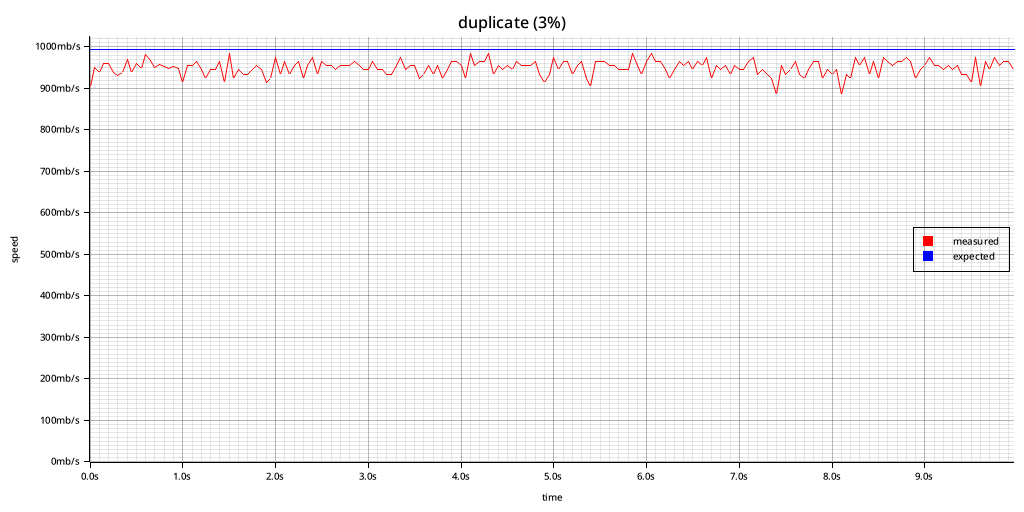 duplicate (3%)
1000mb/s
900mb/s
800mb/s
700mb/s
600mb/s
500mb/s
400mb/s
300mb/s
200mb/s
100mb/s
0mb/s
speed
measured
expected
0.0s 1.0s 2.0s 3.0s 4.0s 5.0s 6.0s 7.0s 8.0s 9.0s
time